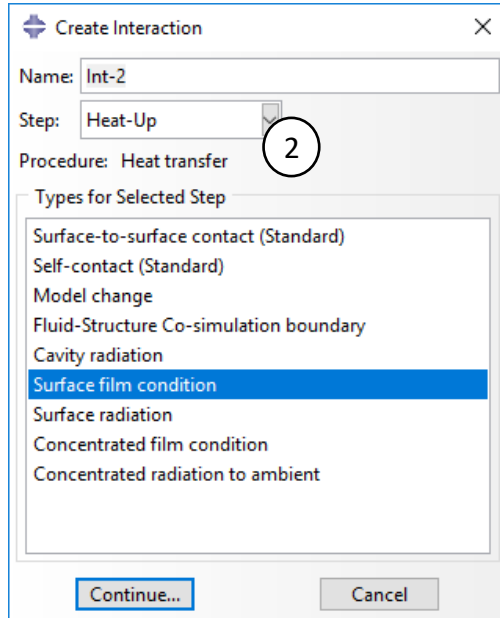 Create Interaction
Name: Int-2
Step: Heat-Up
2
Procedure: Heat transfer
Types for Selected Step
Surface-to-surface contact (Standard)
Self-contact (Standard)
Model change
Fluid-Structure Co-simulation boundary
Cavity radiation
Surface film condition
Surface radiation
Concentrated film condition
Concentrated radiation to ambient
Continue... Cancel